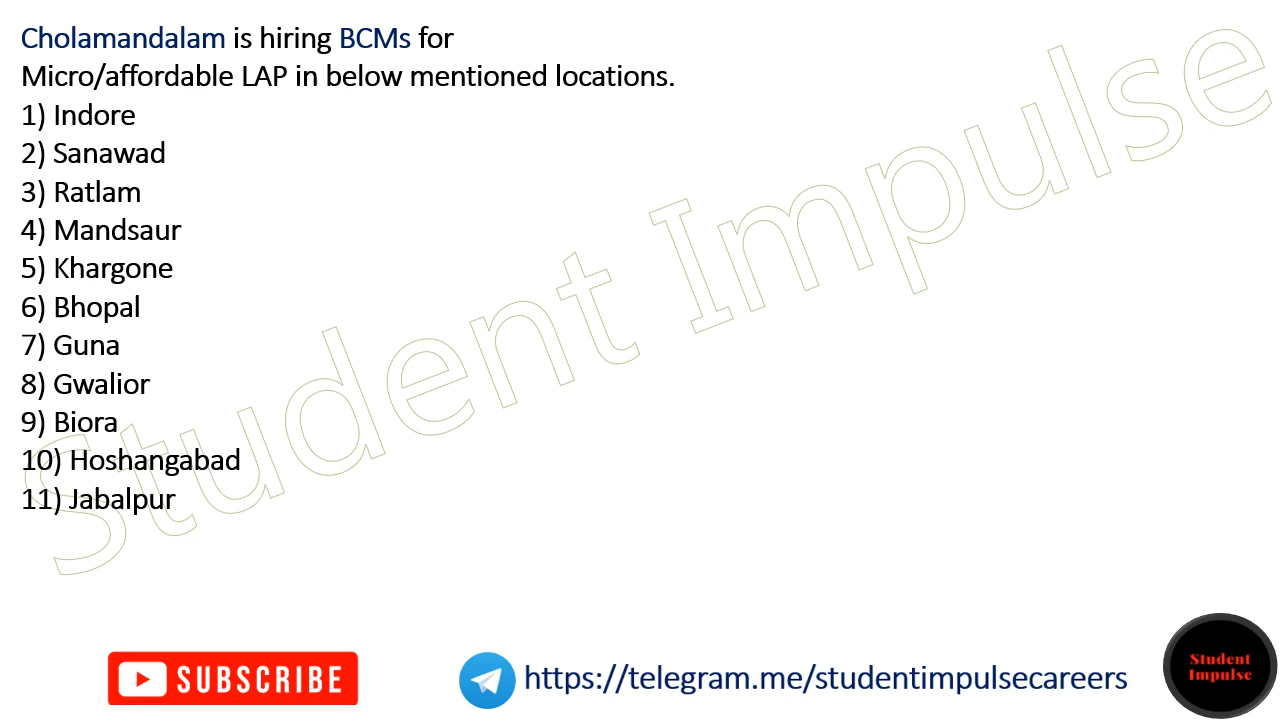 Cholamandalam is hiring BCMs for
Micro/affordable LAP in below mentioned locations.
1) Indore
2) Sanawad
3) Ratlam
4) Mandsaur
5) Khargone
6) Bhopal
7) Guna
8) Gwalior
9) Biora
10) Hoshangabad
11) Jabalpur
Student Impulse
SUBSCRIBE
https://telegram.me/studentimpulsecareers
Student
Impulse